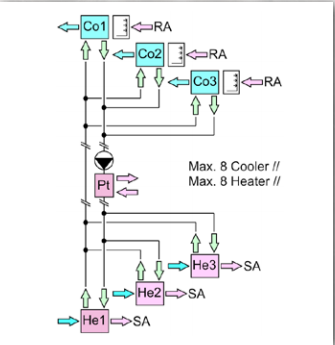 Co1 RA
Co2 RA
Co3 RA
Max. 8 Cooler //
Pt
Max. 8 Heater //
He3 SA
He2 SA
He1 SA